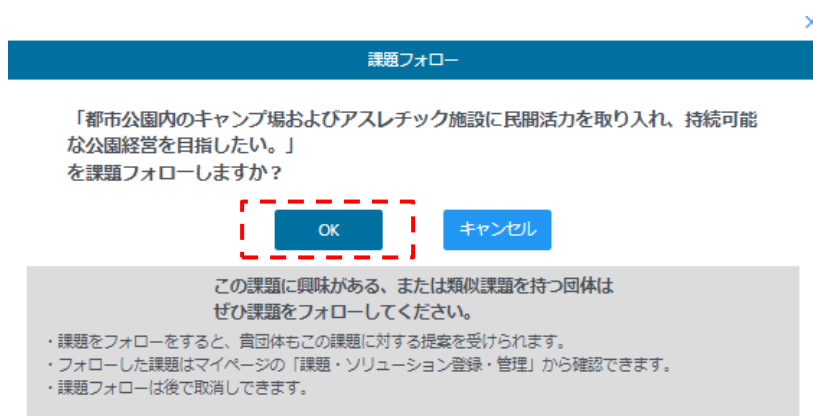 課題フォロー
「都市公園内のキャンプ場およびアスレチック施設に民間活力を取り入れ、持続可能
な公園経営を目指したい。」
を課題フォローしますか？
OK
キャンセル
この課題に興味がある、または類似課題を持つ団体は
ぜひ課題をフォローしてください。
・課題をフォローをすると、貴団体もこの課題に対する提案を受けられます。
・フォローした課題はマイページの「課題・ソリューション登録・管理」から確認できます。
・課題フォローは後で取消しできます。